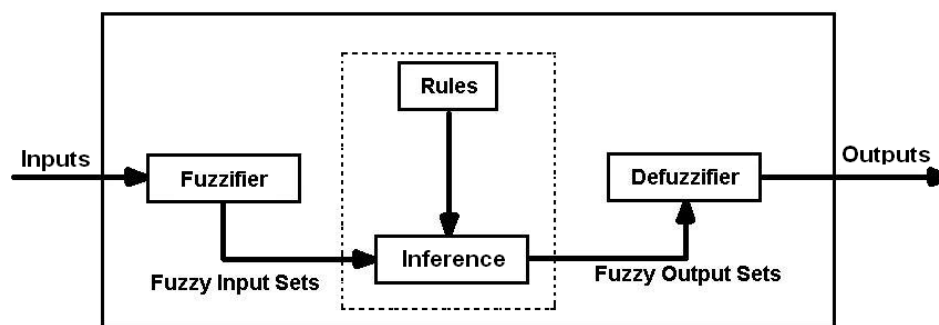 Rules
Inputs
Fuzzifier
Defuzzifier
Outputs
Inference
Fuzzy Input Sets
Fuzzy Output Sets